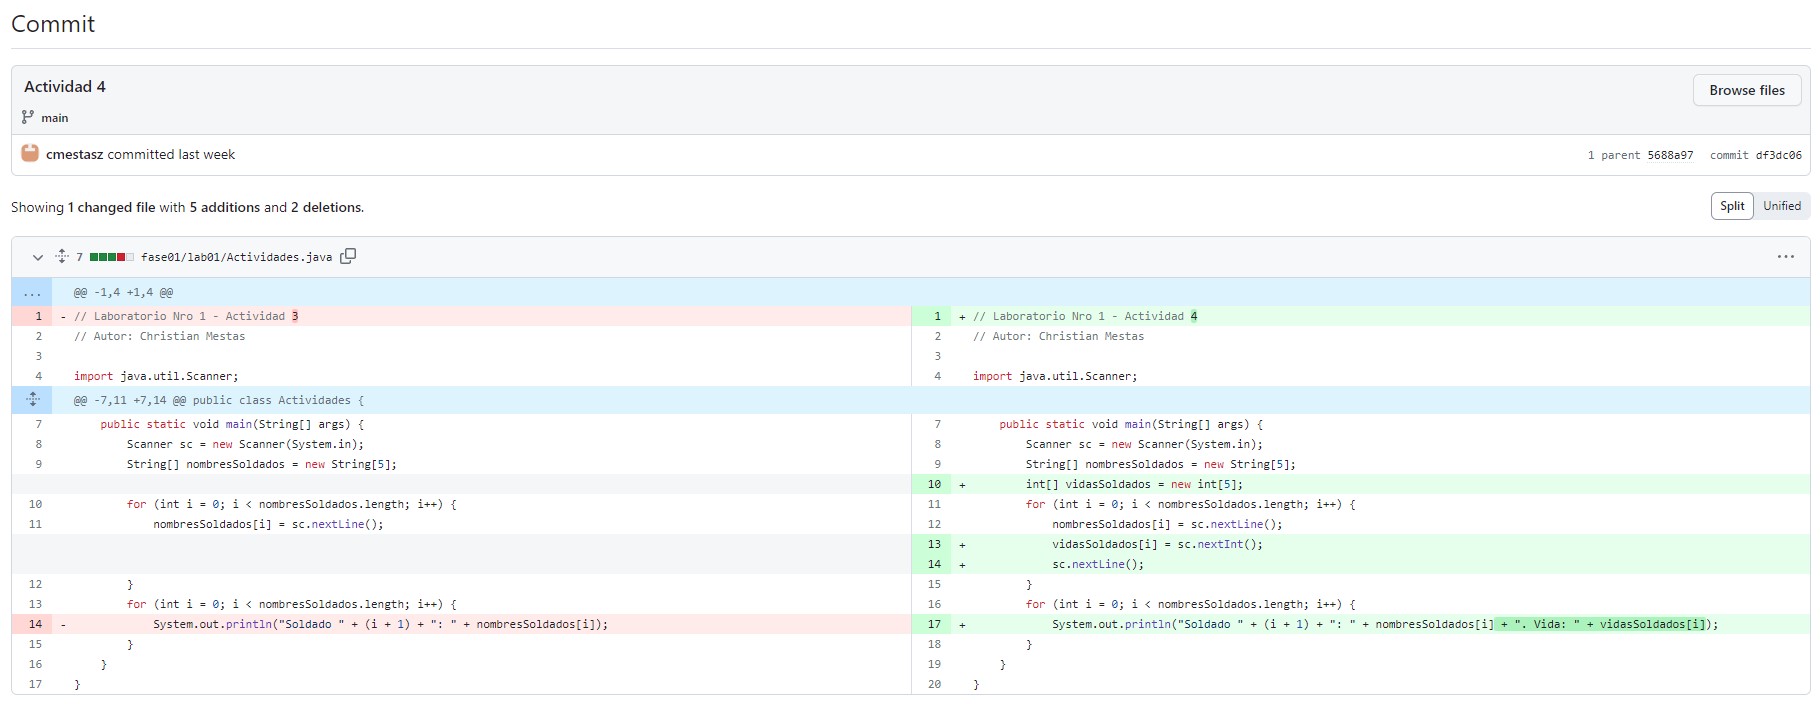 Commit
Actividad 4
Browse files
main
cmestasz committed last week
1 parent 5688a97 commit df3dc06
Showing 1 changed file with 5 additions and 2 deletions.
Split Unified
7 fase01/lab01/Actividades.java
... @@ -1,4 +1,4 @@
1 - // Laboratorio Nro 1 - Actividad 3
2 // Autor: Christian Mestas
3
4 import java.util.Scanner;
@@ -7,11 +7,14 @@ public class Actividades {
7 public static void main(String[] args) {
8 Scanner sc = new Scanner(System.in);
9 String[] nombresSoldados = new String[5];
10 for (int i = 0; i < nombresSoldados.length; i++) {
11 nombresSoldados[i] = sc.nextLine();
12 }
13 for (int i = 0; i < nombresSoldados.length; i++) {
14 - System.out.println("Soldado " + (i + 1) + ": " + nombresSoldados[i]);
15 }
16 }
17 }
1 + // Laboratorio Nro 1 - Actividad 4
2 // Autor: Christian Mestas
3
4 import java.util.Scanner;
7 public static void main(String[] args) {
8 Scanner sc = new Scanner(System.in);
9 String[] nombresSoldados = new String[5];
10 + int[] vidasSoldados = new int[5];
11 for (int i = 0; i < nombresSoldados.length; i++) {
12 nombresSoldados[i] = sc.nextLine();
13 + vidasSoldados[i] = sc.nextInt();
14 + sc.nextLine();
15 }
16 for (int i = 0; i < nombresSoldados.length; i++) {
17 + System.out.println("Soldado " + (i + 1) + ": " + nombresSoldados[i] + ". Vida: " + vidasSoldados[i]);
18 }
19 }
20 }